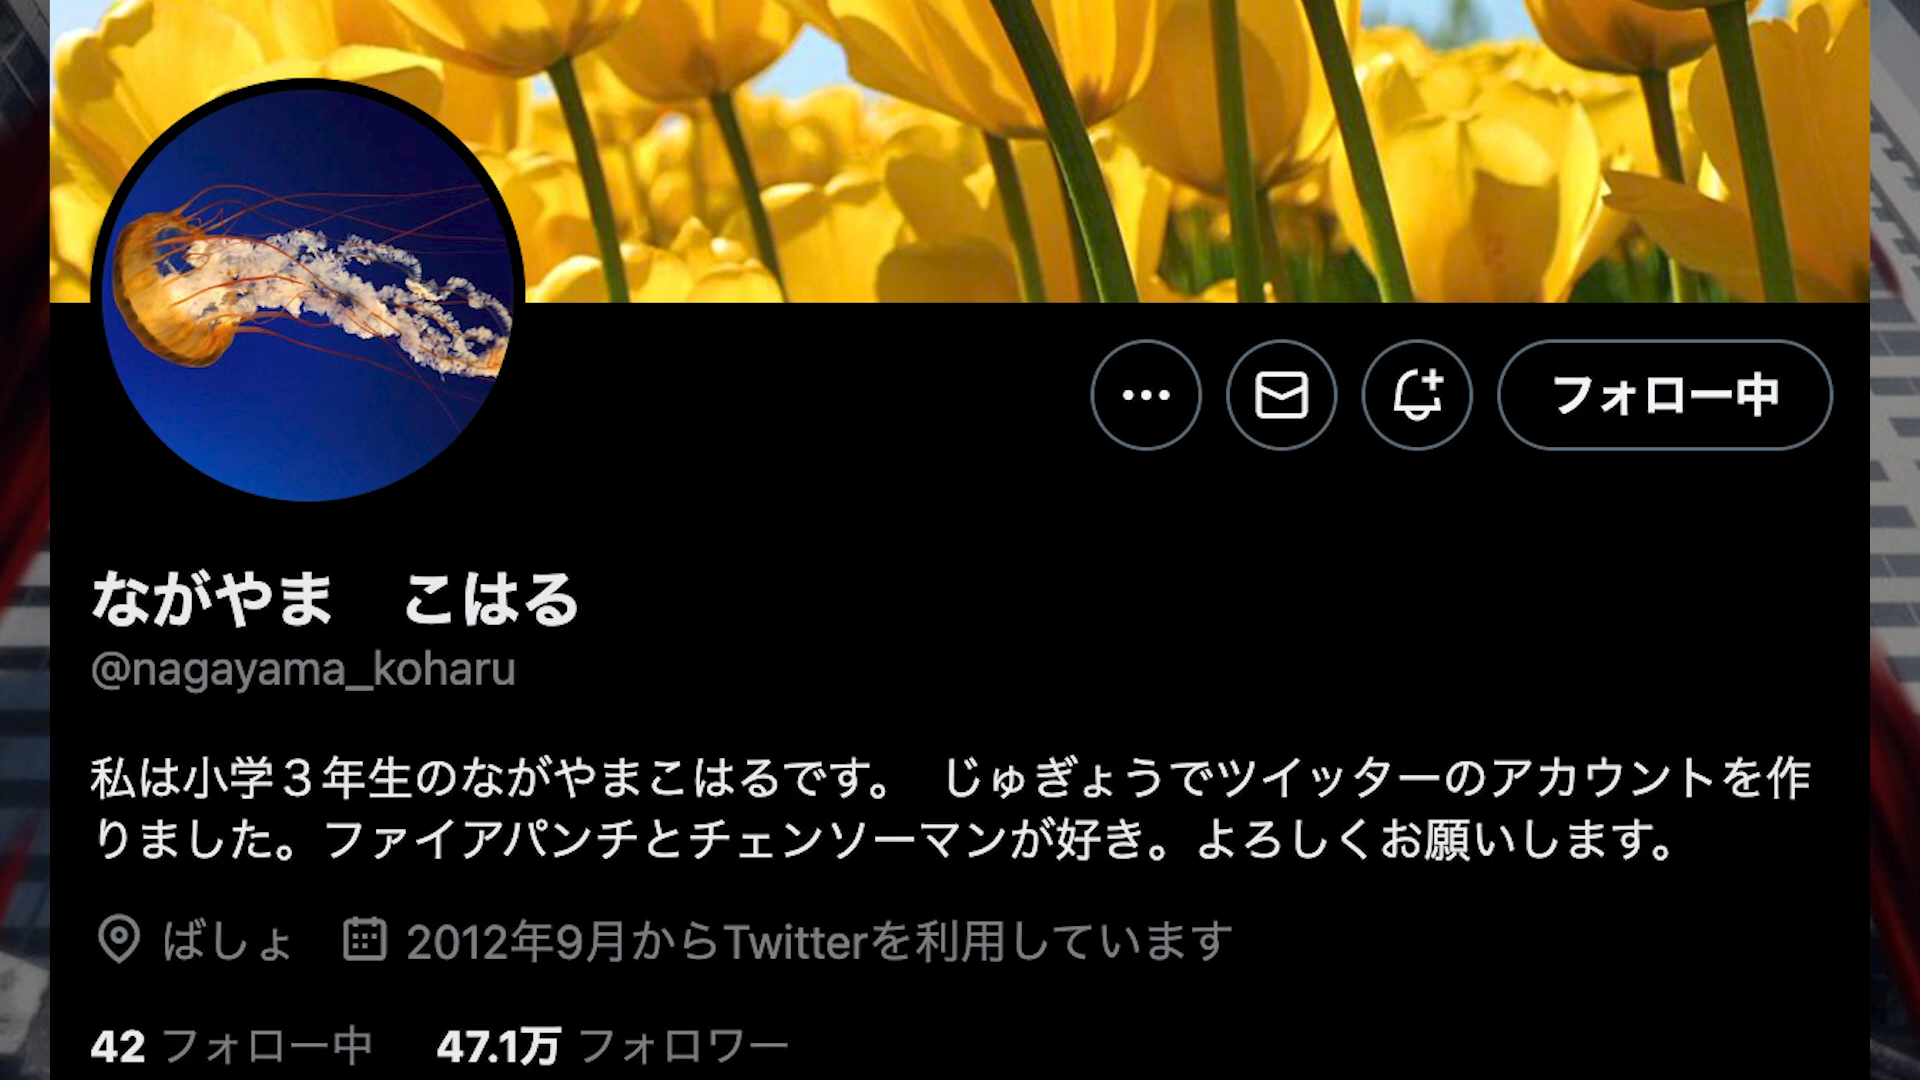 フォロー中
ながやま　こはる
@nagayama_koharu
私は小学３年生のながやまこはるです。　じゅぎょうでツイッターのアカウントを作
りました。ファイアパンチとチェンソーマンが好き。よろしくお願いします。
ばしょ 2012年9月からTwitterを利用しています
42 フォロー中 47.1万 フォロワー